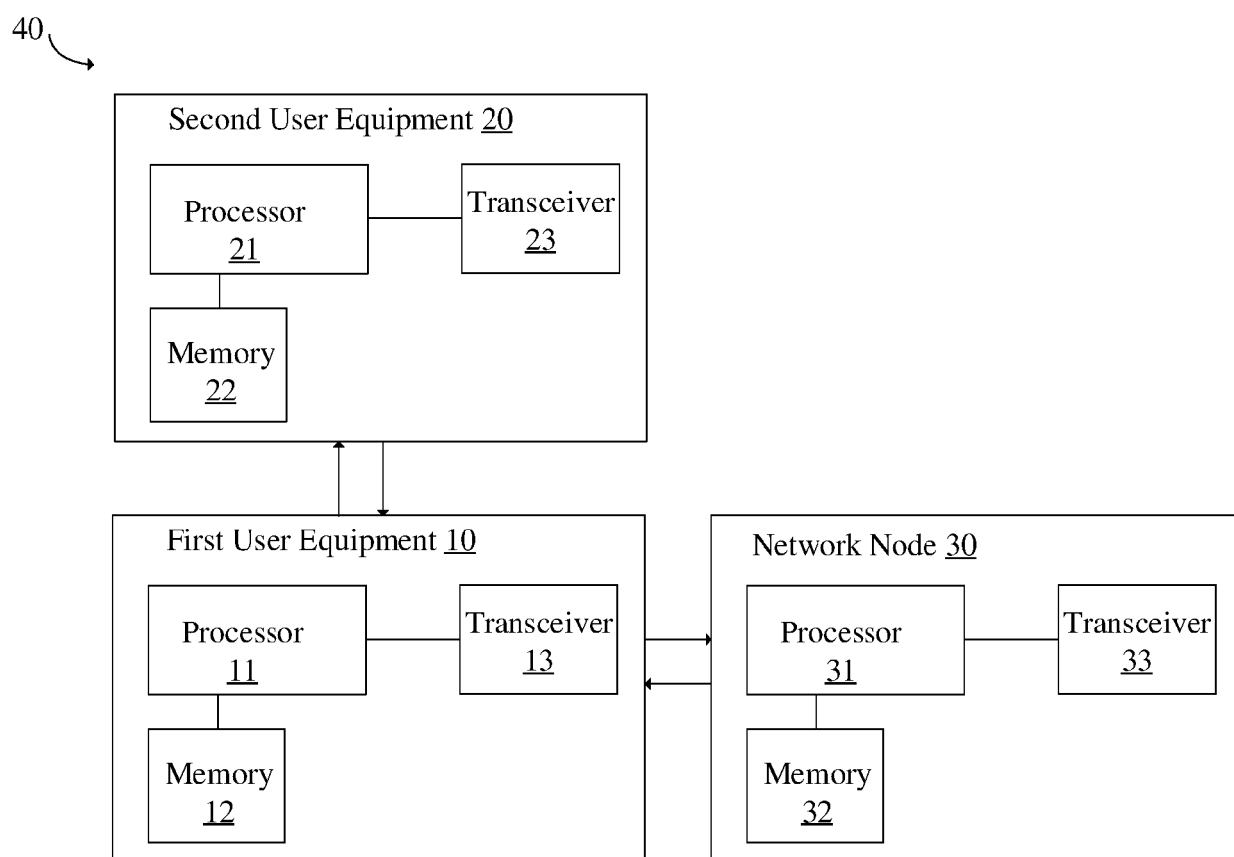 40
Second User Equipment 20
Processor
21
Transceiver
23
Memory
22
First User Equipment 10
Processor
11
Transceiver
13
Memory
12
Network Node 30
Processor
31
Transceiver
33
Memory
32